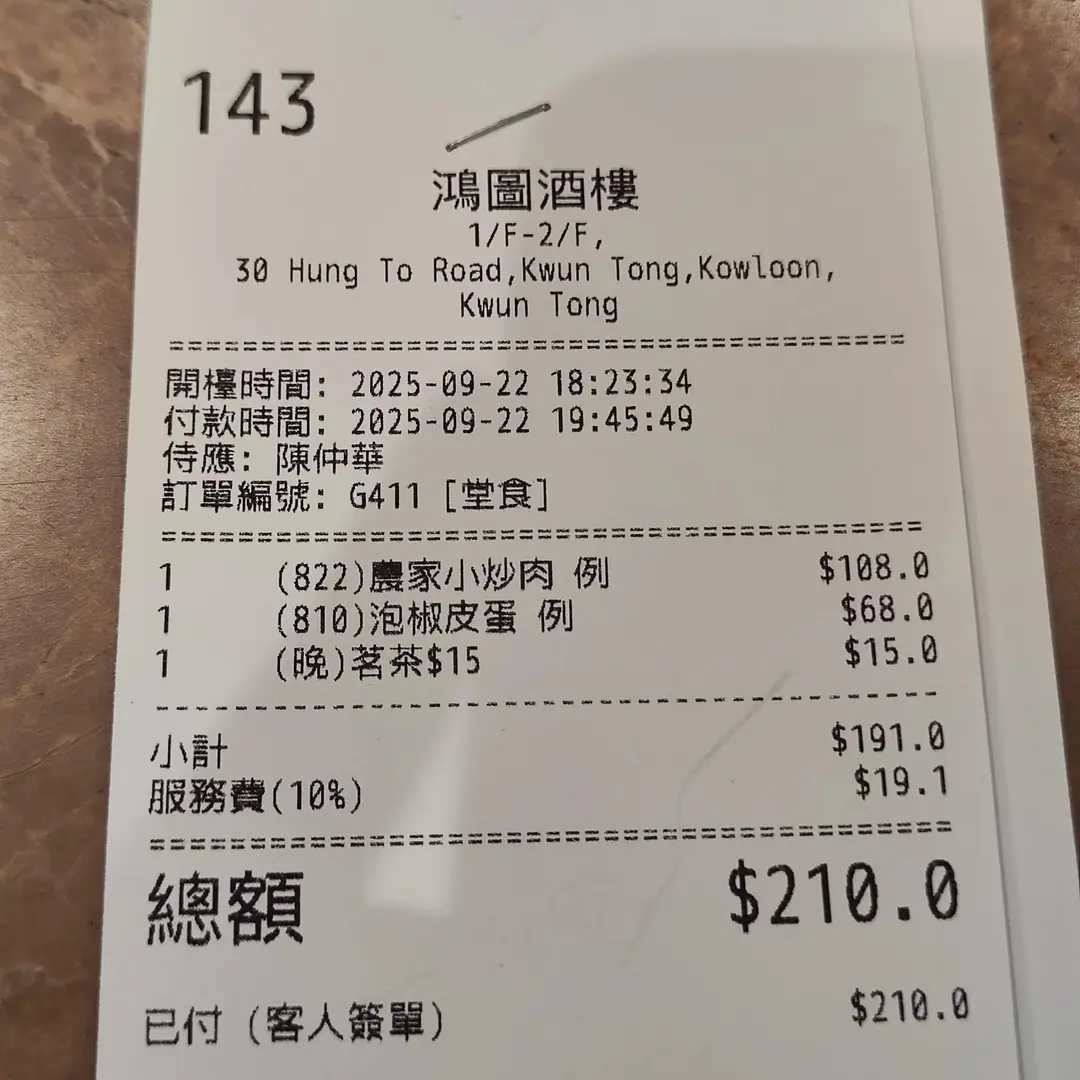 143
鴻圖酒樓
1/F-2/F,
30 Hung To Road,Kwun Tong,Kowloon,
Kwun Tong
開檯時間: 2025-09-22 18:23:34
付款時間: 2025-09-22 19:45:49
侍應: 陳仲華
訂單編號: G411 [堂食]
1 (822)農家小炒肉 例 $108.0
1 (810)泡椒皮蛋 例 $68.0
1 (晚)茗茶$15 $15.0
小計 $191.0
服務費(10%) $19.1
總額 $210.0
已付 (客人簽單) $210.0